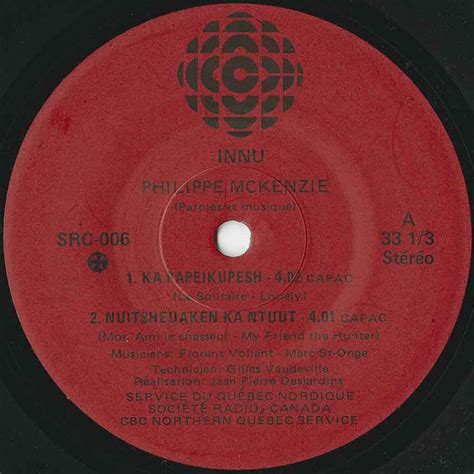 INNU
PHILIPPE MCKENZIE
(Paroles et musique)
SRC-006
A
33 1/3
Stéréo
1. KA PAPEIKUPESH - 4.02 CAPAC
(Le Solitaire - Lonely)
2. NUITSHEUAKEN KA NTUUT - 4.01 CAPAC
(Mon Ami le chasseur - My Friend the Hunter)
Musiciens: Florent Vollant - Marc St-Onge
Technicien: Gilles Vaudeville
Réalisation: Jean Pierre Desjardins
SERVICE DU QUÉBEC NORDIQUE
SOCIÉTÉ RADIO-CANADA
CBC NORTHERN QUEBEC SERVICE